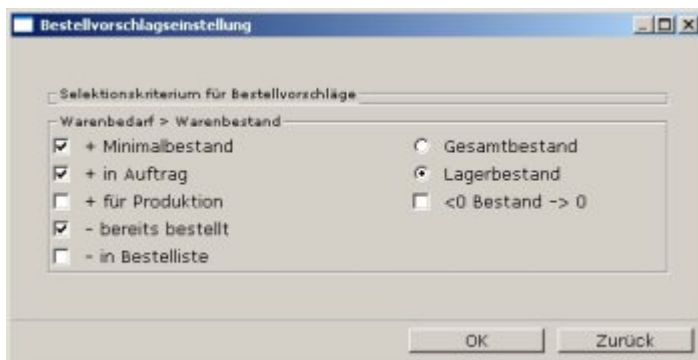 Bestellvorschlagseinstellung
Selektionskriterium für Bestellvorschläge
Warenbedarf > Warenbestand
+ Minimalbestand
+ in Auftrag
+ für Produktion
- bereits bestellt
- in Bestelliste
Gesamtbestand
Lagerbestand
<0 Bestand -> 0
OK
Zurück